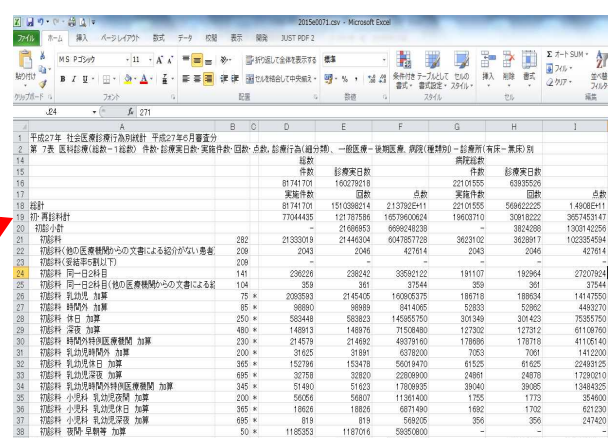 2015e0071.csv - Microsoft Excel
ファイル ホーム 挿入 ページレイアウト 数式 データ 校閲 表示 開発 JUST PDF 2
MS Pゴシック 11 折り返して全体を表示する 標準 Σ オート SUM
貼り付け B I U セルを結合して中央揃え 条件付き 書式 テーブルとして 書式設定 セルの スタイル 挿入 削除 書式 フィル クリア 並べ替
クリップボード フォント 配置 数値 スタイル セル 編
J24 fx 271
A B C D E F G H I
1 平成27年 社会医療診療行為別統計 平成27年6月審査分
2 第 7表 医科診療(総数-1総数) 件数・診療実日数・実施件数・回数・点数, 診療行為(細分類)、一般医療-後期医療, 病院(種類別)-診療所(有床-無床)別
14 総数 病院総数
15 件数 診療実日数 件数 診療実日数
16 81741701 160279218 22101555 63935526
17 実施件数 回数 点数 実施件数 回数 点数
18 総計 81741701 1510398214 2.13792E+11 22101555 569622225 1.4908E+11
19 初・再診料計 77044435 121787586 16579600624 19603710 30918222 3657453147
20 初診小計 - 21686953 6699248238 - 3824288 1303142256
21 初診料 282 21333019 21446304 6047857728 3623102 3628917 1023354594
22 初診料(他の医療機関からの文書による紹介がない患者 209 2043 2046 427614 2043 2046 427614
23 初診料(妥結率5割以下) 209 - - - - - -
24 初診料 同一日2科目 141 236226 238242 33592122 191107 192964 27207924
25 初診料 同一日2科目(他の医療機関からの文書による紹 104 359 361 37544 359 361 37544
26 初診料 乳幼児 加算 75 * 2093593 2145405 160905375 186718 188634 14147550
27 初診料 時間外 加算 85 * 98890 98989 8414065 52833 52862 4493270
28 初診料 休日 加算 250 * 583448 583823 145955750 301349 301423 75355750
29 初診料 深夜 加算 480 * 148913 148976 71508480 127302 127312 61109760
30 初診料 時間外特例医療機関 加算 230 * 214579 214692 49379160 178686 178718 41105140
31 初診料 乳幼児時間外 加算 200 * 31625 31891 6378200 7053 7061 1412200
32 初診料 乳幼児休日 加算 365 * 152796 153478 56019470 61525 61625 22493125
33 初診料 乳幼児深夜 加算 695 * 32758 32820 22809900 24861 24878 17290210
34 初診料 乳幼児時間外特例医療機関 加算 345 * 51490 51623 17809935 39040 39085 13484325
35 初診料 小児科 乳幼児夜間 加算 200 * 56056 56807 11361400 1755 1773 354600
36 初診料 小児科 乳幼児休日 加算 365 * 18626 18826 6871490 1692 1702 621230
37 初診料 小児科 乳幼児深夜 加算 695 * 819 819 569205 356 356 247420
38 初診料 夜間・早朝等 加算 50 * 1185353 1187016 59350800 - - -